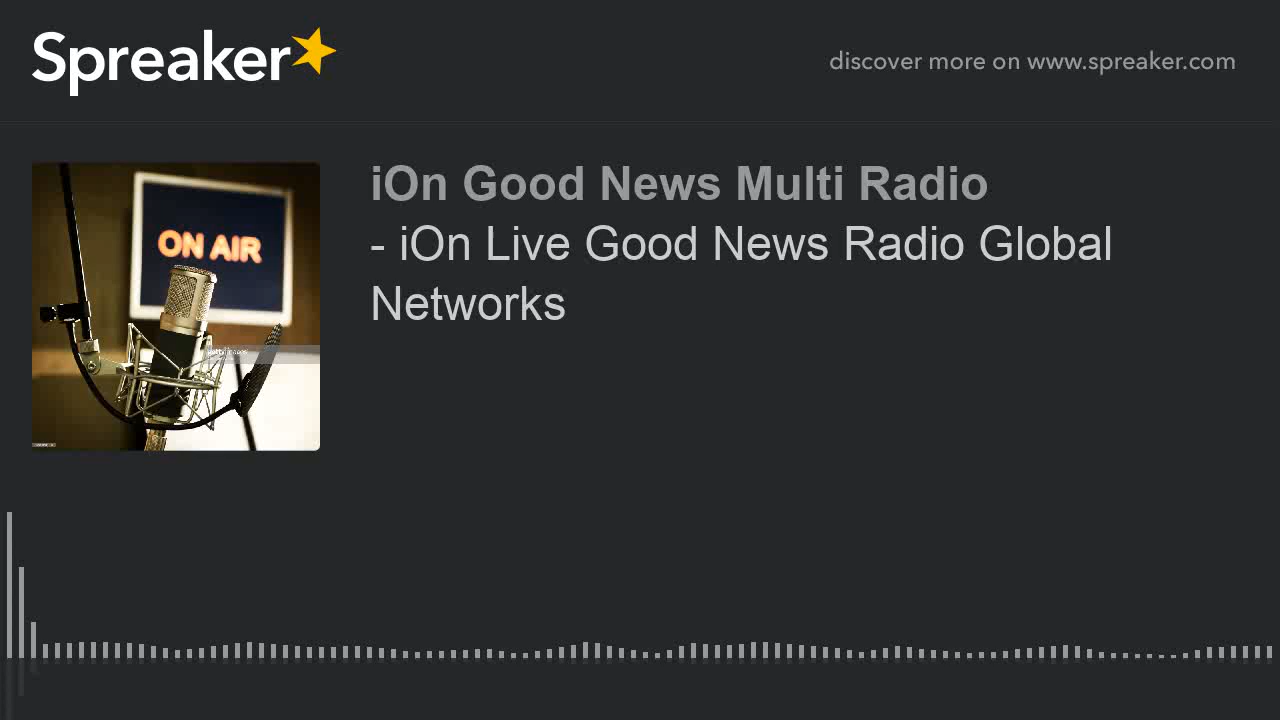 Spreaker
discover more on www.spreaker.com
ON AIR
iOn Good News Multi Radio
- iOn Live Good News Radio Global
Networks